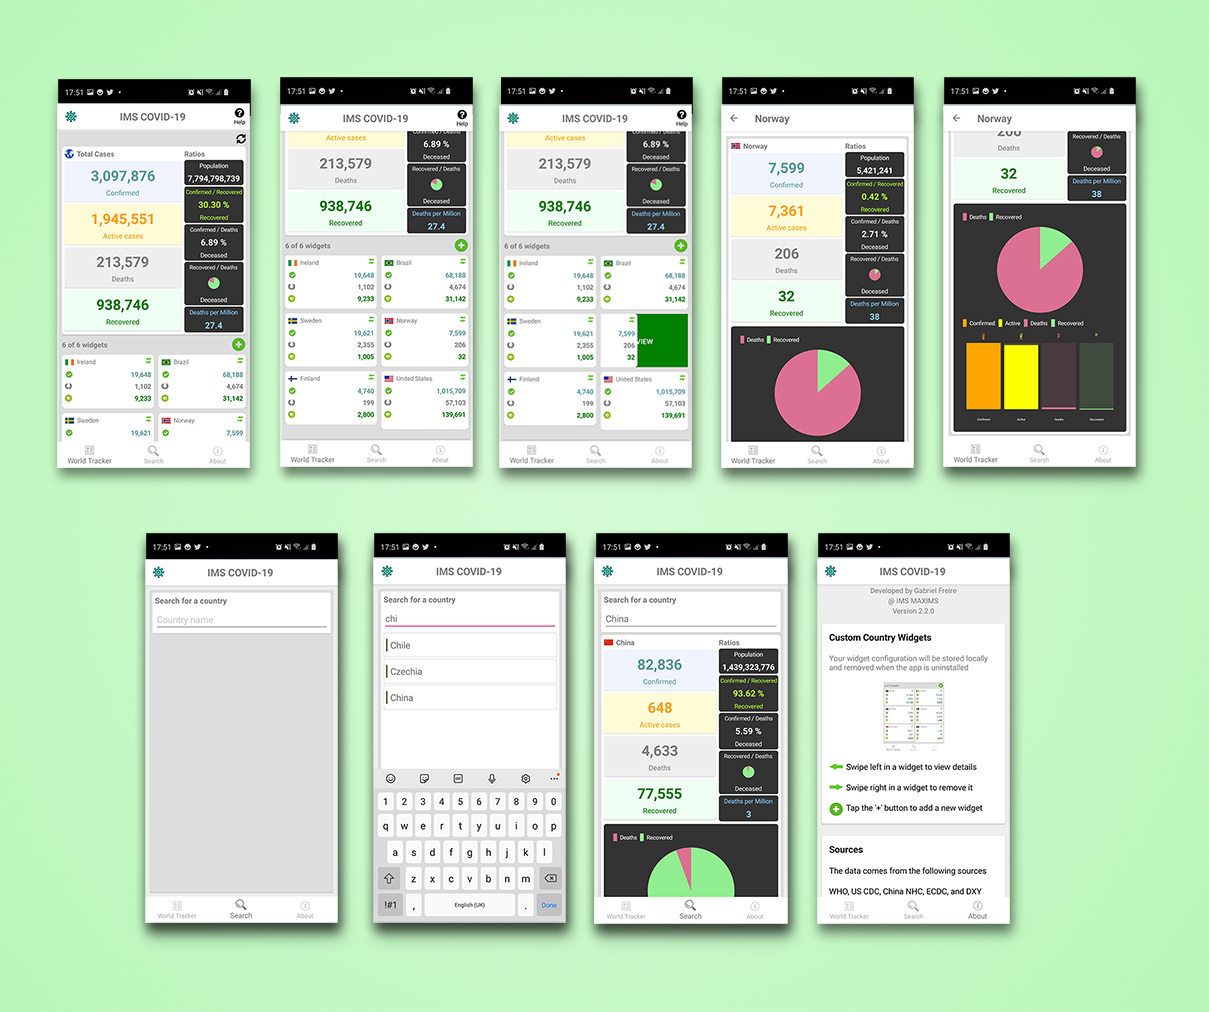 17:51
IMS COVID-19
Help
Total Cases
Ratios
3,097,876
Confirmed
1,945,551
Active cases
213,579
Deaths
938,746
Recovered
Population
7,794,798,739
Confirmed / Recovered
30.30 %
Recovered
Confirmed / Deaths
6.89 %
Deceased
Recovered / Deaths
Deceased
Deaths per Million
27.4
6 of 6 widgets
Ireland
19,648
1,102
9,233
Brazil
68,188
4,674
31,142
Sweden
19,621
Norway
7,599
World Tracker
Search
About
17:51
IMS COVID-19
Help
Active cases
213,579
Deaths
938,746
Recovered
Confirmed / Deaths
6.89 %
Deceased
Recovered / Deaths
Deceased
Deaths per Million
27.4
6 of 6 widgets
Ireland
19,648
1,102
9,233
Brazil
68,188
4,674
31,142
Sweden
19,621
2,355
1,005
Norway
7,599
206
32
Finland
4,740
199
2,800
United States
1,015,709
57,103
139,691
World Tracker
Search
About
17:51
IMS COVID-19
Help
Active cases
213,579
Deaths
938,746
Recovered
Confirmed / Deaths
6.89 %
Deceased
Recovered / Deaths
Deceased
Deaths per Million
27.4
6 of 6 widgets
Ireland
19,648
1,102
9,233
Brazil
68,188
4,674
31,142
Sweden
19,621
2,355
1,005
7,599
206
32
VIEW
Finland
4,740
199
2,800
United States
1,015,709
57,103
139,691
World Tracker
Search
About
17:51
Norway
Norway
Ratios
7,599
Confirmed
7,361
Active cases
206
Deaths
32
Recovered
Population
5,421,241
Confirmed / Recovered
0.42 %
Recovered
Confirmed / Deaths
2.71 %
Deceased
Recovered / Deaths
Deceased
Deaths per Million
38
Deaths Recovered
World Tracker
Search
About
17:51
Norway
206
Deaths
32
Recovered
Recovered / Deaths
Deceased
Deaths per Million
38
Deaths Recovered
Confirmed Active Deaths Recovered
Confirmed Active Deaths Recovered
World Tracker
Search
About
17:51
IMS COVID-19
Search for a country
Country name
World Tracker
Search
About
17:51
IMS COVID-19
Search for a country
chi
Chile
Czechia
China
GIF
1 2 3 4 5 6 7 8 9 0
q w e r t y u i o p
a s d f g h j k l
z x c v b n m
!#1 , English (UK) . Done
17:51
IMS COVID-19
Search for a country
China
China
Ratios
82,836
Confirmed
648
Active cases
4,633
Deaths
77,555
Recovered
Population
1,439,323,776
Confirmed / Recovered
93.62 %
Recovered
Confirmed / Deaths
5.59 %
Deceased
Recovered / Deaths
Deceased
Deaths per Million
3
Deaths Recovered
World Tracker
Search
About
17:51
IMS COVID-19
Developed by Gabriel Freire
@ IMS MAXIMS
Version 2.2.0
Custom Country Widgets
Your widget configuration will be stored locally
and removed when the app is uninstalled
Swipe left in a widget to view details
Swipe right in a widget to remove it
Tap the '+' button to add a new widget
Sources
The data comes from the following sources
WHO, US CDC, China NHC, ECDC, and DXY
World Tracker
Search
About